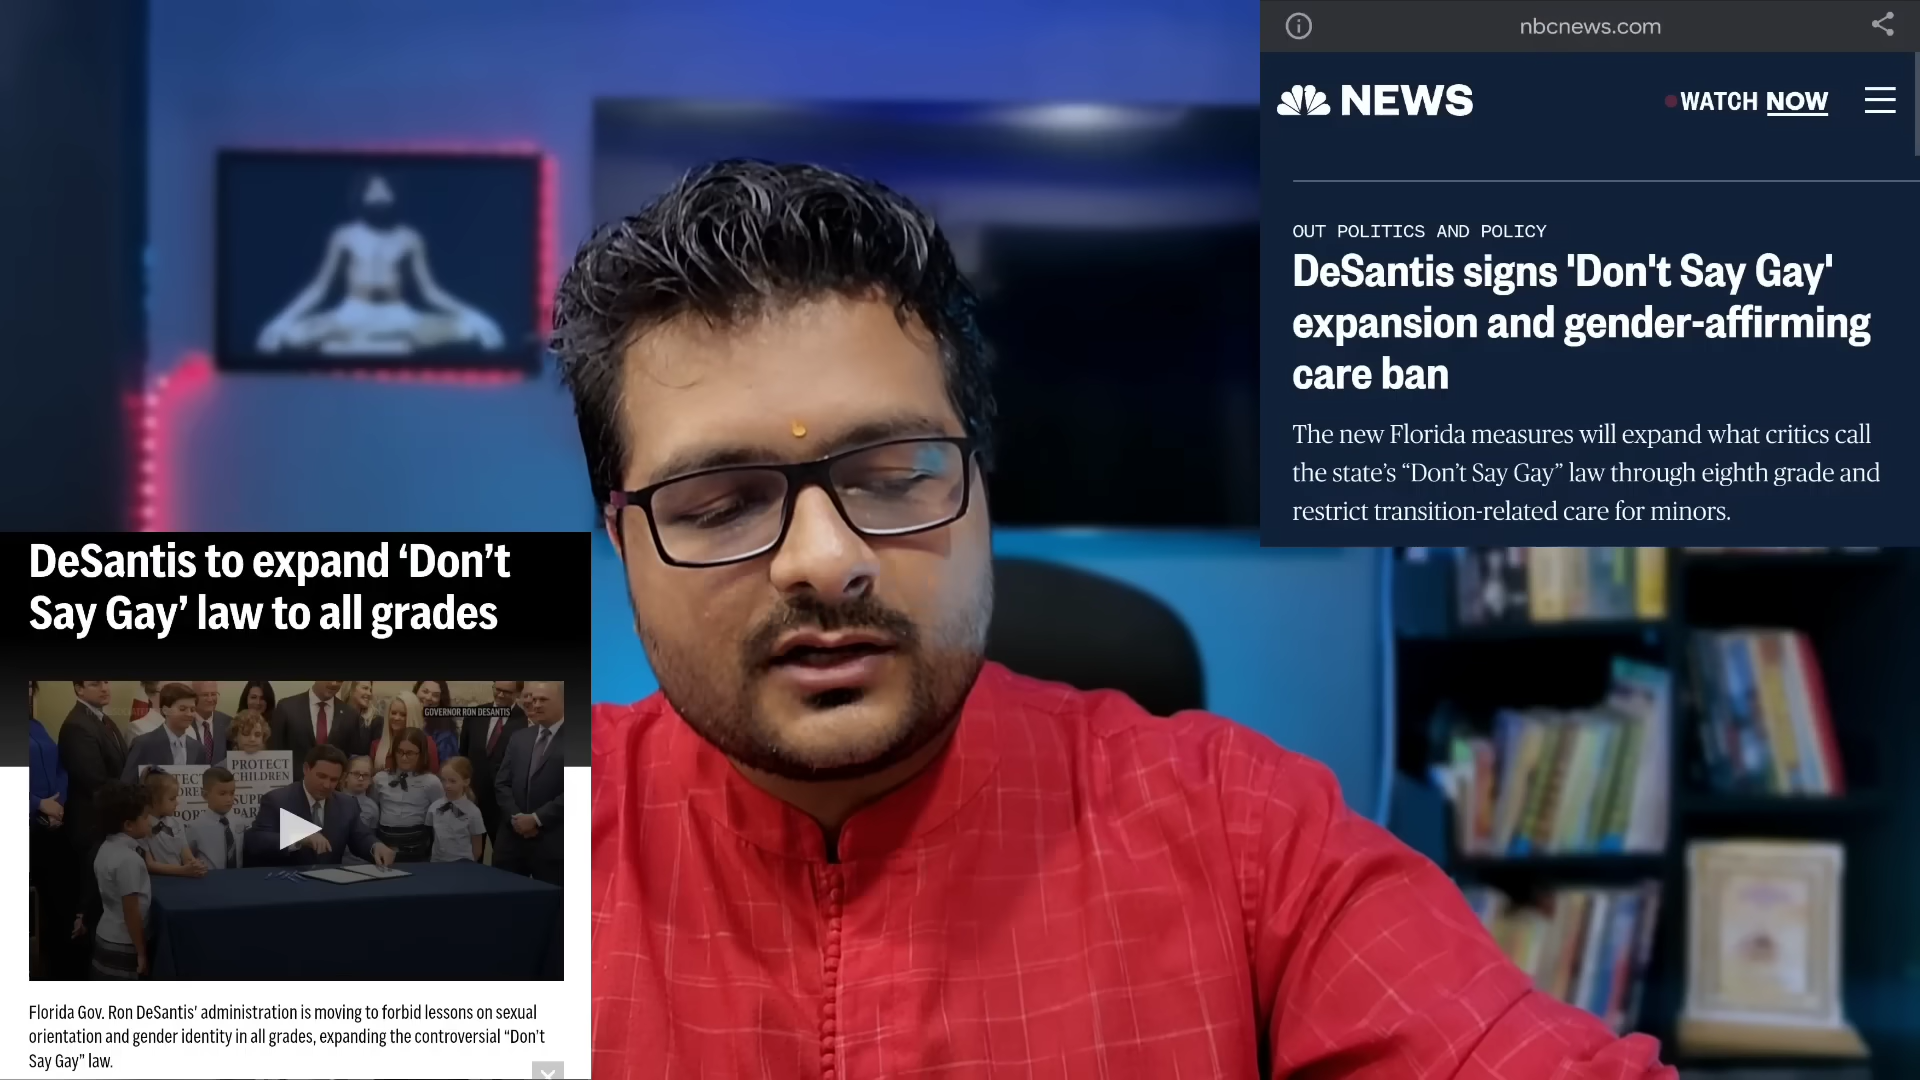 nbcnews.com
NEWS
WATCH NOW
OUT POLITICS AND POLICY
DeSantis signs 'Don't Say Gay'
expansion and gender-affirming
care ban
The new Florida measures will expand what critics call
the state’s “Don’t Say Gay” law through eighth grade and
restrict transition-related care for minors.
DeSantis to expand ‘Don’t
Say Gay’ law to all grades
GOVERNOR RON DESANTIS
PROTECT
CHILDREN
Florida Gov. Ron DeSantis’ administration is moving to forbid lessons on sexual
orientation and gender identity in all grades, expanding the controversial “Don’t
Say Gay” law.